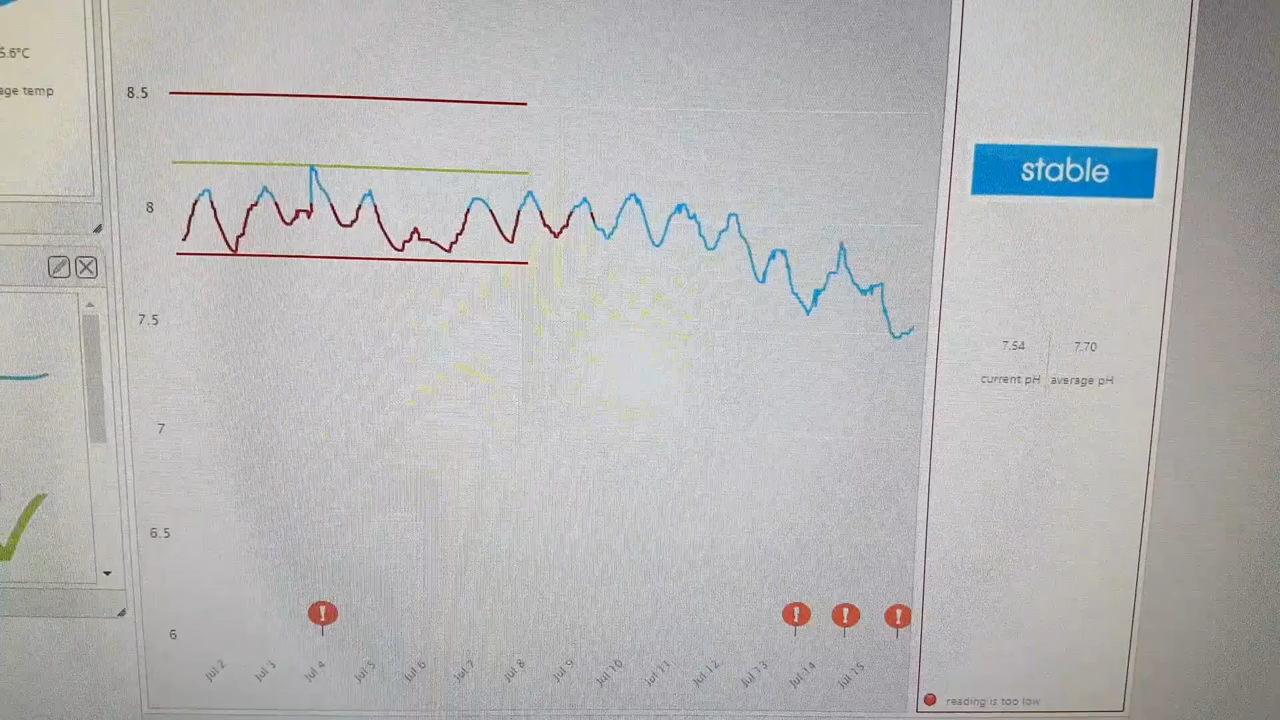 5.6°C
age temp
8.5
8
7.5
7
6.5
6
Jul 2
Jul 3
Jul 4
Jul 5
Jul 6
Jul 7
Jul 8
Jul 9
Jul 10
Jul 11
Jul 12
Jul 13
Jul 14
Jul 15
stable
7.54
7.70
current pH
average pH
reading is too low